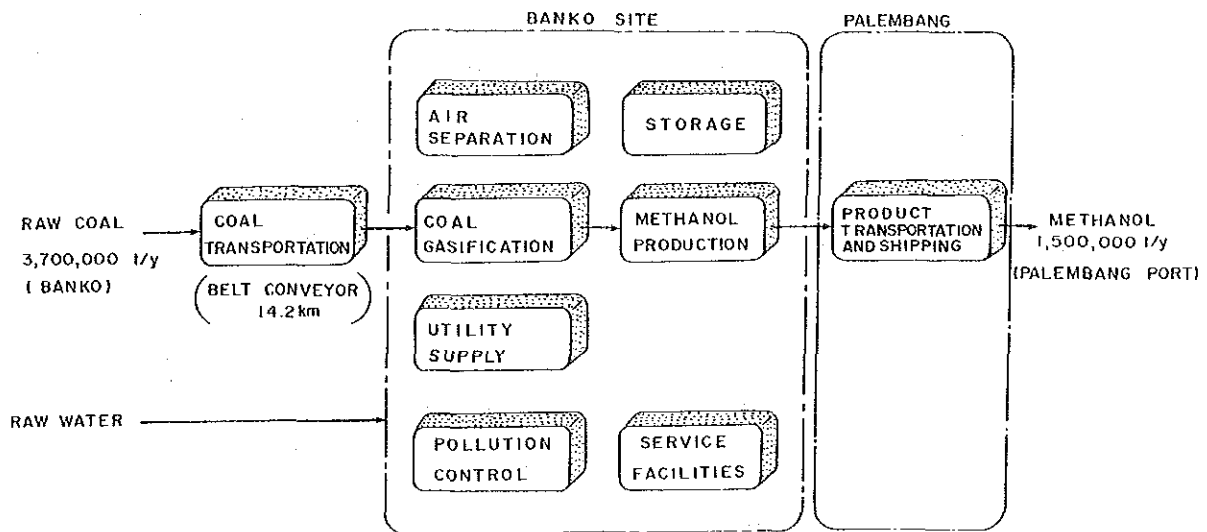 BANKO SITE
PALEMBANG
AIR
SEPARATION
STORAGE
RAW COAL
3,700,000 t/y
( BANKO)
COAL
TRANSPORTATION
(BELT CONVEYOR
14.2km)
COAL
GASIFICATION
METHANOL
PRODUCTION
PRODUCT
TRANSPORTATION
AND SHIPPING
METHANOL
1,500,000 t/y
(PALEMBANG PORT)
UTILITY
SUPPLY
RAW WATER
POLLUTION
CONTROL
SERVICE
FACILITIES